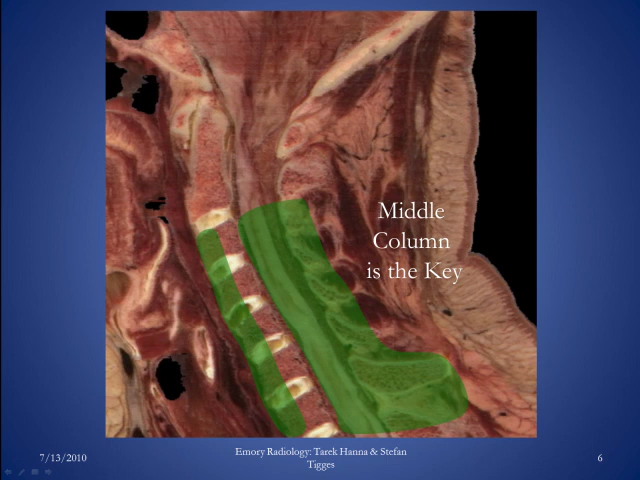 Middle
Column
is the Key
7/13/2010
Emory Radiology: Tarek Hanna & Stefan
Tigges
6